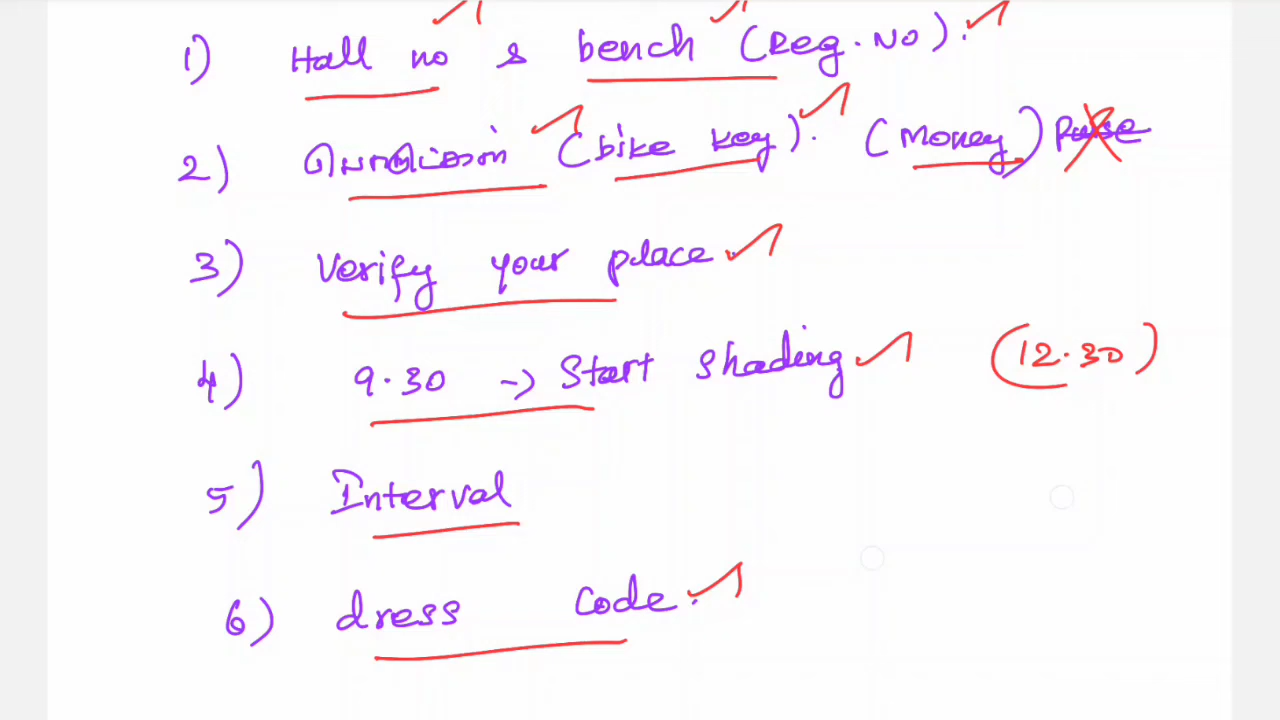 1) Hall no & bench (Reg. No).
2) (bike key). (Money) Purse
3) Verify your place.
4) 9.30 -> Start shading (12.30)
5) Interval
6) dress code.